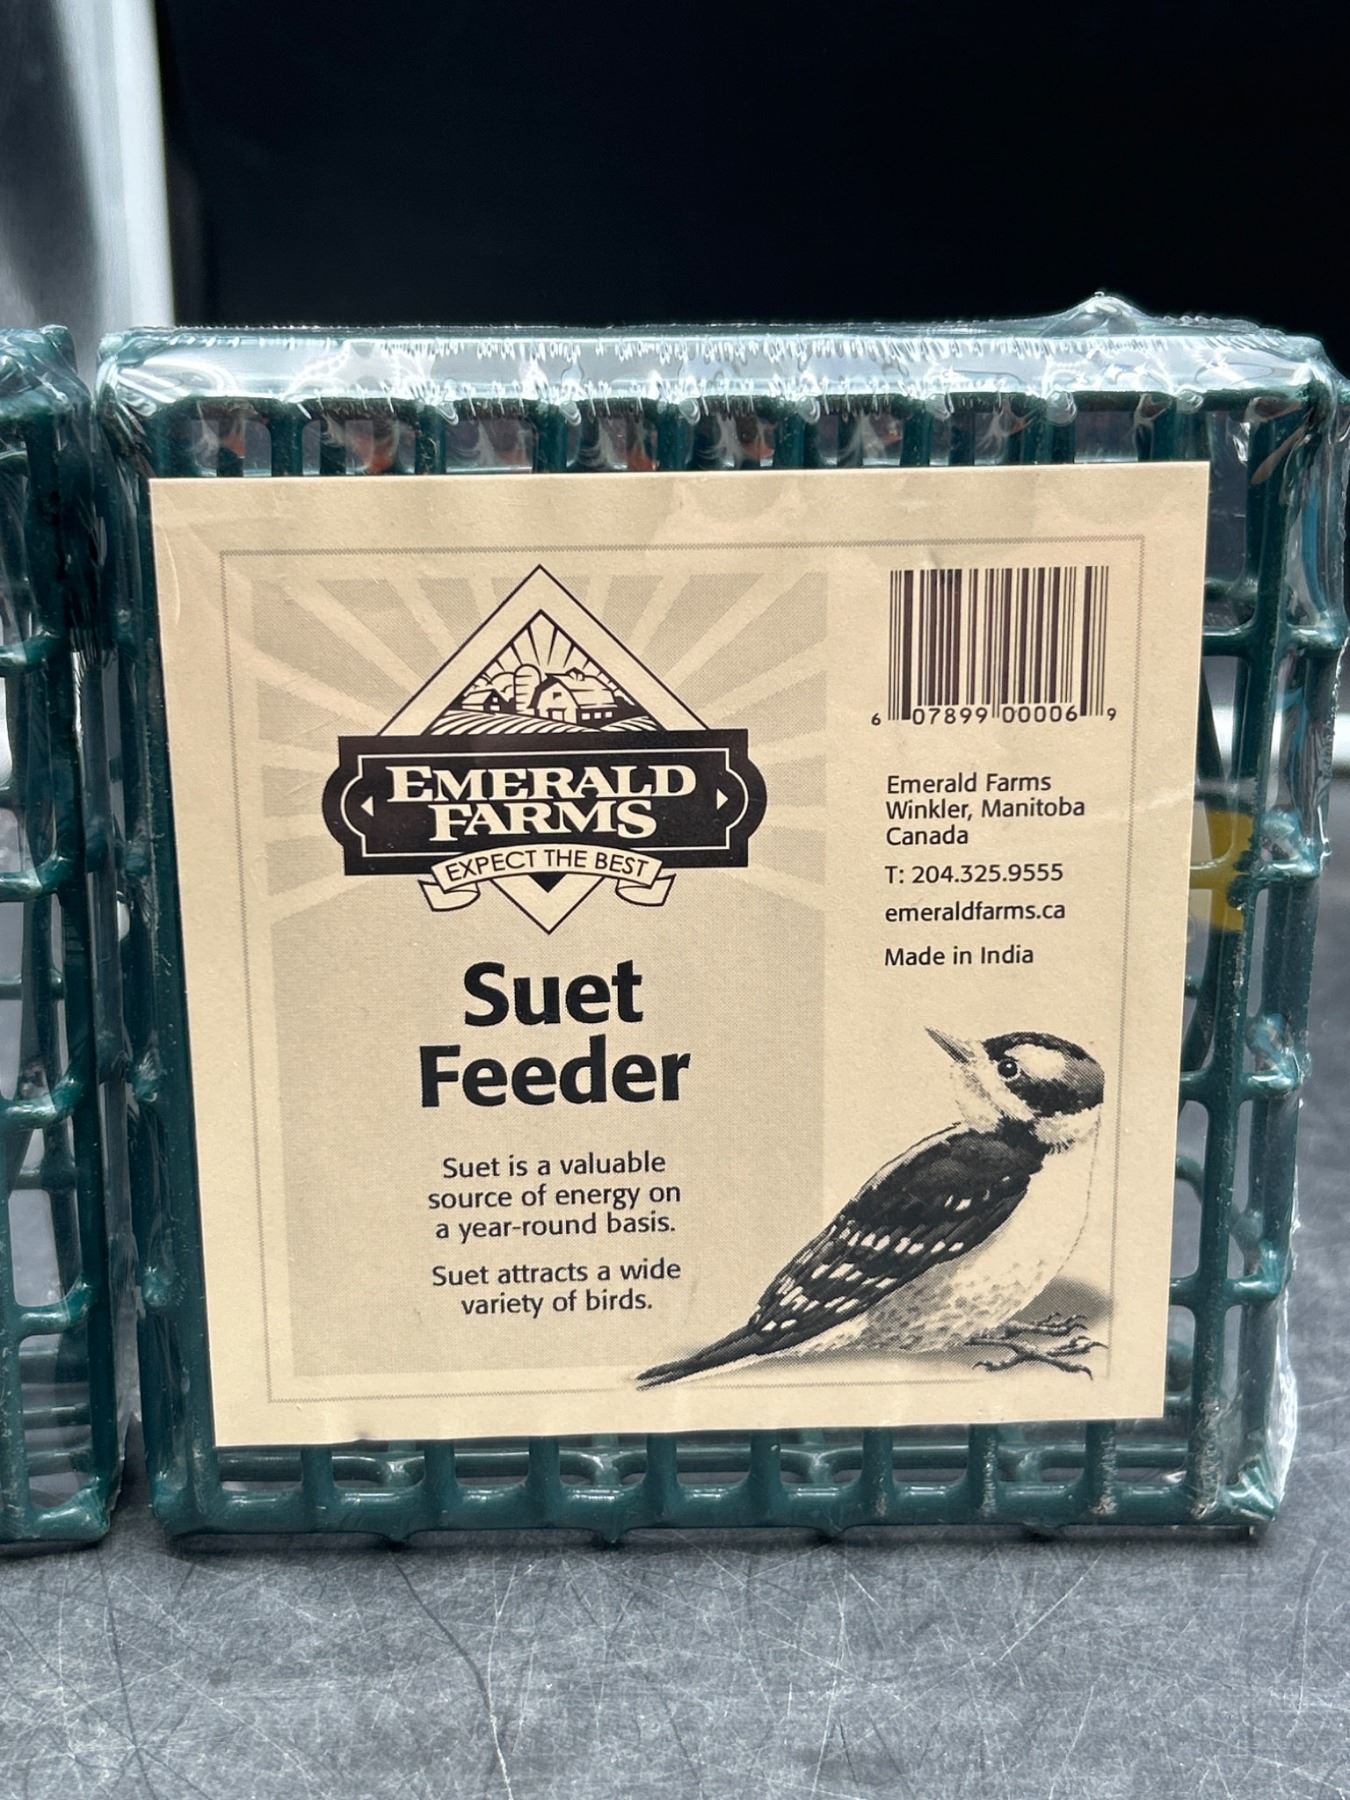 EMERALD
FARMS
EXPECT THE BEST
Suet
Feeder
Suet is a valuable
source of energy on
a year-round basis.
Suet attracts a wide
variety of birds.
6 07899 00006 9
Emerald Farms
Winkler, Manitoba
Canada
T: 204.325.9555
emeraldfarms.ca
Made in India